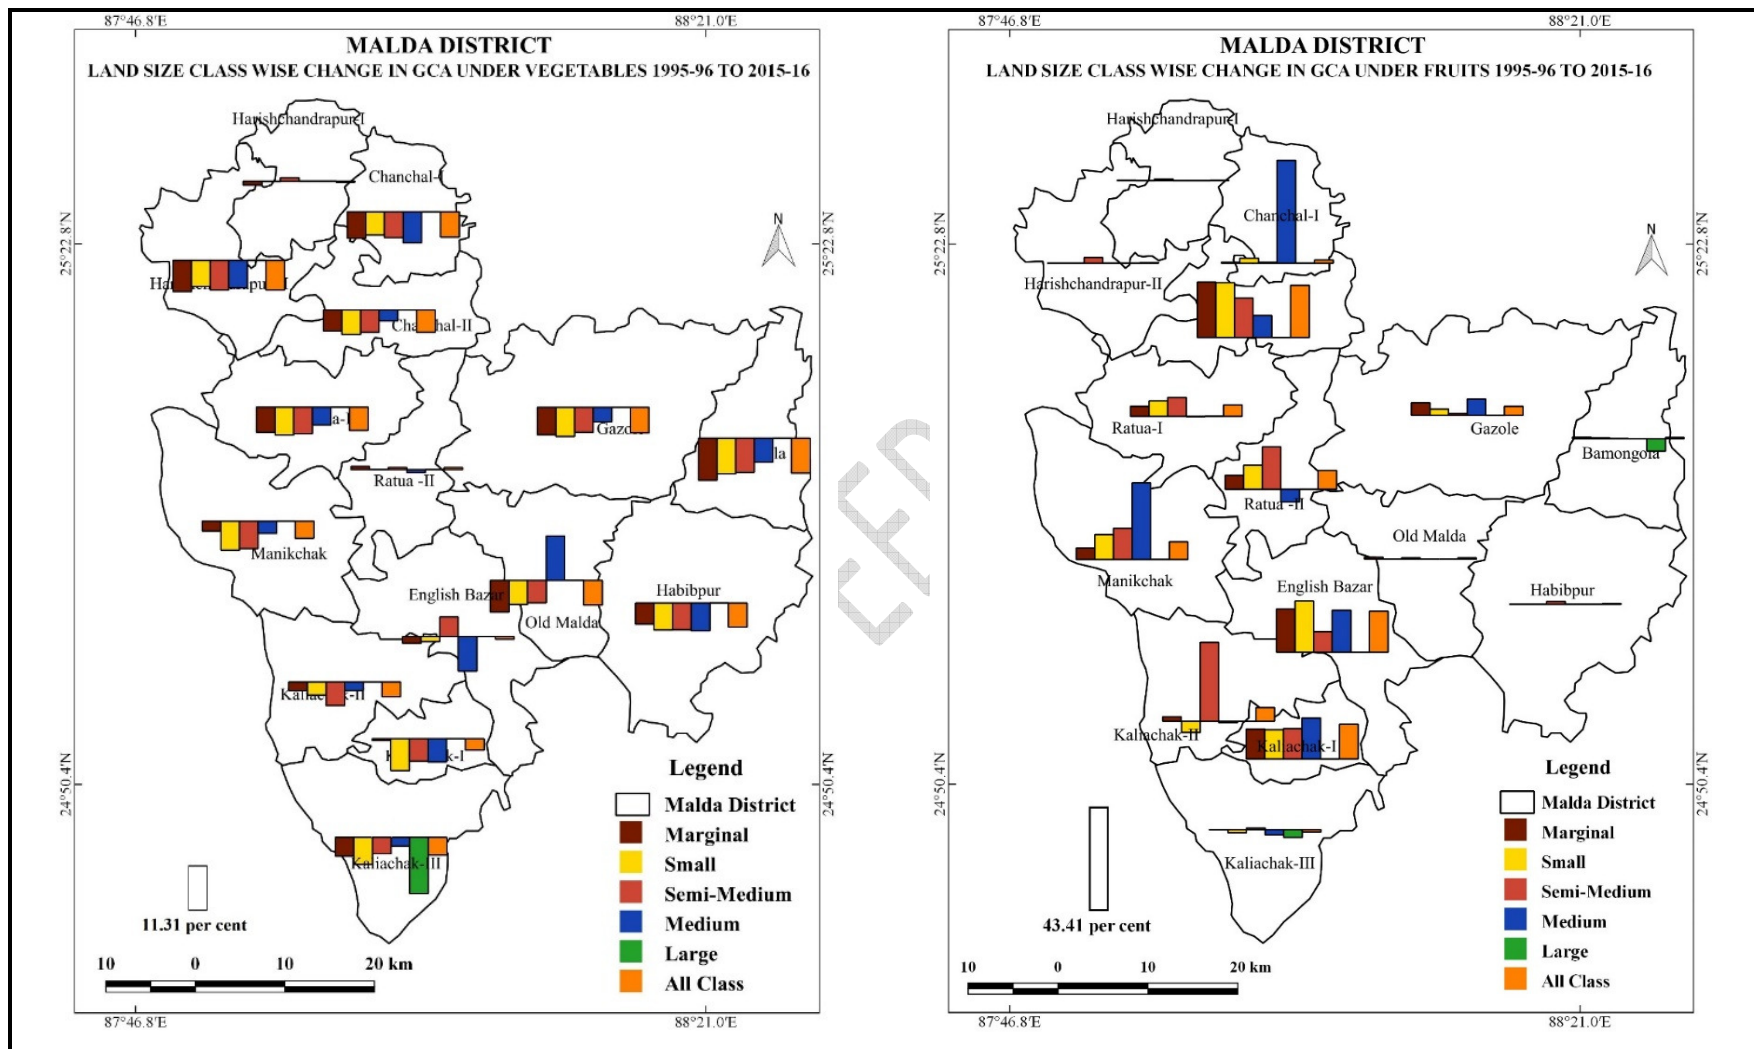 87°46.8'E
88°21.0'E
MALDA DISTRICT
LAND SIZE CLASS WISE CHANGE IN GCA UNDER VEGETABLES 1995-96 TO 2015-16
Harishchandrapur-I
Chanchal-I
N
25°22.8'N
25°22.8'N
Chanchal-II
Gazole
Ratua -II
Manikchak
English Bazar
Habibpur
Old Malda
Kaliachak-II
24°50.4'N
24°50.4'N
Kaliachak-III
Legend
Malda District
Marginal
Small
Semi-Medium
Medium
Large
All Class
11.31 per cent
10 0 10 20 km
87°46.8'E
88°21.0'E
87°46.8'E
88°21.0'E
MALDA DISTRICT
LAND SIZE CLASS WISE CHANGE IN GCA UNDER FRUITS 1995-96 TO 2015-16
Harishchandrapur-I
Chanchal-I
N
25°22.8'N
25°22.8'N
Harishchandrapur-II
Ratua-I
Gazole
Bamongola
Ratua -II
Old Malda
Manikchak
English Bazar
Habibpur
Kaliachak-II
Kaliachak-I
24°50.4'N
24°50.4'N
Kaliachak-III
Legend
Malda District
Marginal
Small
Semi-Medium
Medium
Large
All Class
43.41 per cent
10 0 10 20 km
87°46.8'E
88°21.0'E